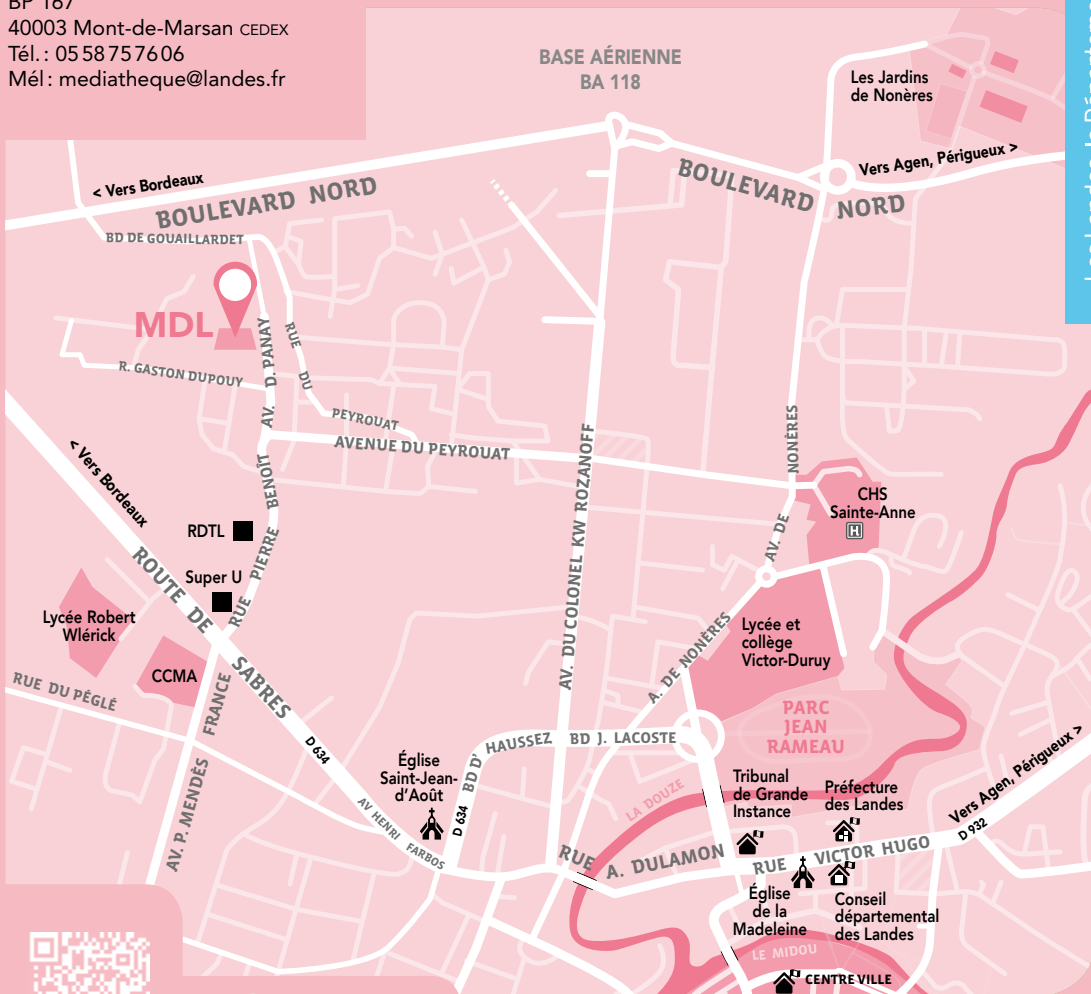 40003 Mont-de-Marsan CEDEX
Tél. : 05 58 75 76 06
Mél : mediatheque@landes.fr
BASE AÉRIENNE
BA 118
Les Jardins
de Nonères
< Vers Bordeaux
BOULEVARD NORD
BOULEVARD NORD
Vers Agen, Périgueux >
BD DE GOUAILLARDET
MDL
AV. D. PANAY
RUE DU PEYROUAT
R. GASTON DUPOUY
AVENUE DU PEYROUAT
< Vers Bordeaux
RUE PIERRE BENOÎT
AV. DU COLONEL KW ROZANOFF
AV. DE NONÈRES
CHS
Sainte-Anne
H
RDTL
Super U
ROUTE DE SABRES
Lycée Robert
Wlérick
CCMA
RUE DU PÉGLÉ
AV. P. MENDÈS FRANCE
D 634
A. DE NONÈRES
Lycée et
collège
Victor-Duruy
PARC
JEAN
RAMEAU
BD D'HAUSSEZ
BD J. LACOSTE
D 634
Église
Saint-Jean-
d'Août
AV HENRI FARBOS
LA DOUZE
Tribunal
de Grande
Instance
Préfecture
des Landes
Vers Agen, Périgueux >
D 932
RUE A. DULAMON
RUE VICTOR HUGO
Église
de la
Madeleine
Conseil
départemental
des Landes
LE MIDOU
CENTRE VILLE